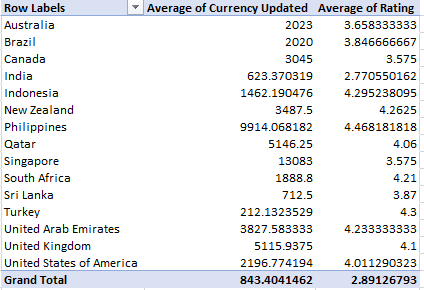 Row Labels Average of Currency Updated Average of Rating
Australia 2023 3.658333333
Brazil 2020 3.846666667
Canada 3045 3.575
India 623.370319 2.770550162
Indonesia 1462.190476 4.295238095
New Zealand 3487.5 4.2625
Philippines 9914.068182 4.468181818
Qatar 5146.25 4.06
Singapore 13083 3.575
South Africa 1888.8 4.21
Sri Lanka 712.5 3.87
Turkey 212.1323529 4.3
United Arab Emirates 3827.583333 4.233333333
United Kingdom 5115.9375 4.1
United States of America 2196.774194 4.011290323
Grand Total 843.4041462 2.89126793